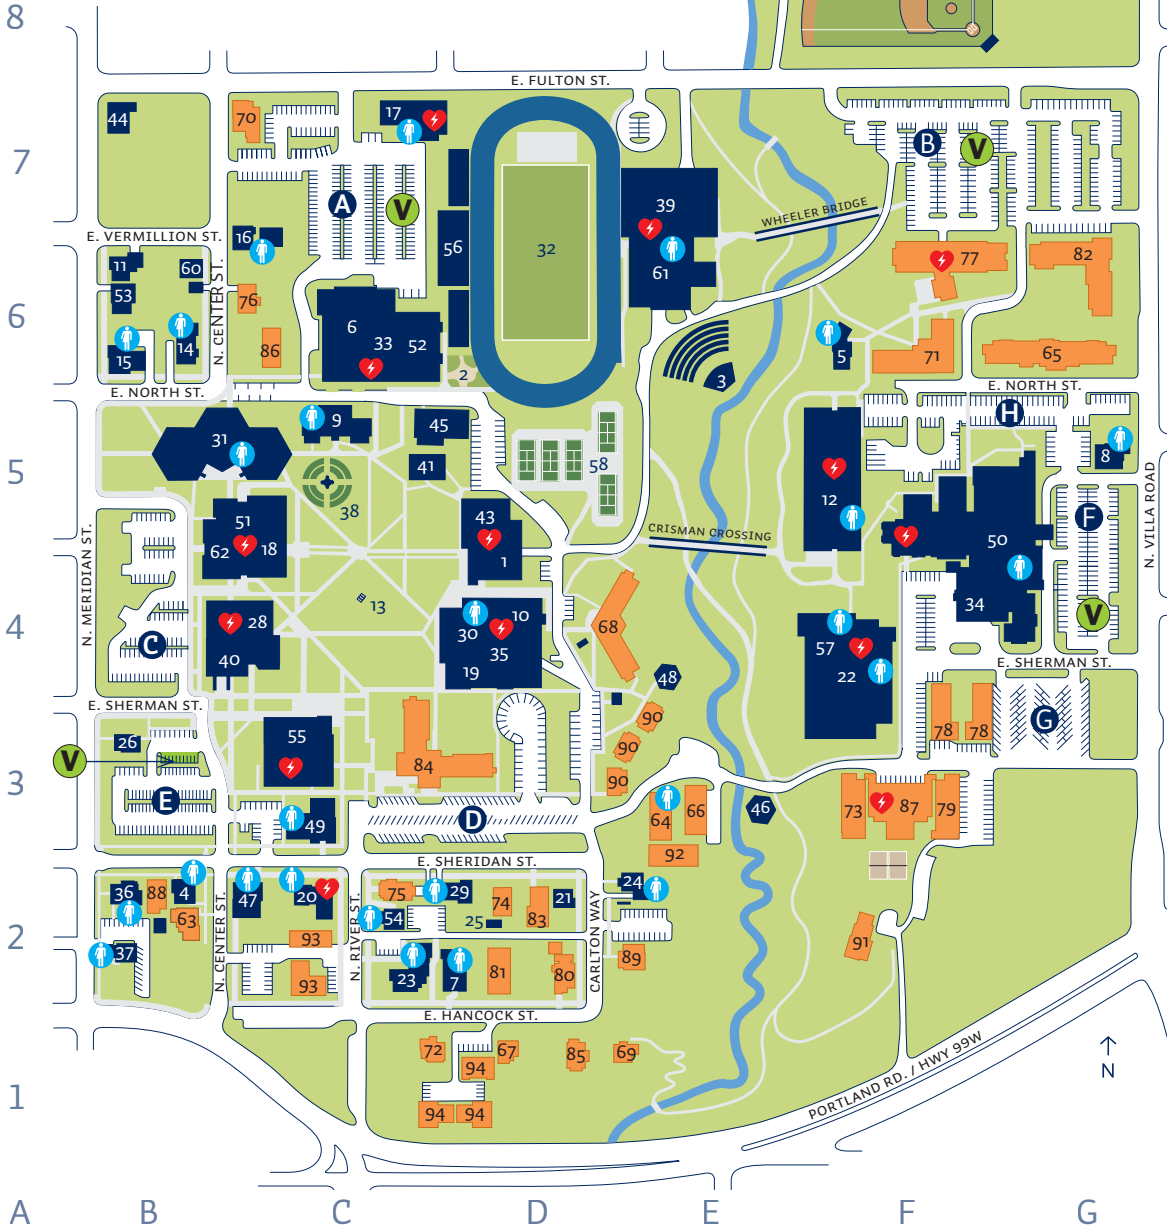 8
E. FULTON ST.
44
70
17
7
B
V
A
V
39
WHEELER BRIDGE
E. VERMILLION ST.
16
56
32
11
60
77
82
61
53
N. CENTER ST.
76
6
6
33
52
14
15
86
5
71
65
2
3
E. NORTH ST.
E. NORTH ST.
9
H
45
31
5
41
58
8
38
12
N. VILLA ROAD
51
43
F
CRISMAN CROSSING
62
18
1
50
N. MERIDIAN ST.
13
34
V
4
28
10
30
68
C
35
57
40
19
48
22
E. SHERMAN ST.
E. SHERMAN ST.
90
78
78
G
26
55
90
V
84
3
90
E
46
73
87
79
D
64
66
49
92
E. SHERIDAN ST.
36
88
4
47
20
75
29
74
21
24
63
N. CENTER ST.
N. RIVER ST.
54
25
83
CARLTON WAY
2
93
91
37
89
23
7
81
80
93
E. HANCOCK ST.
72
67
85
69
94
N
PORTLAND RD. / HWY 99W
1
94
94
A
B
C
D
E
F
G